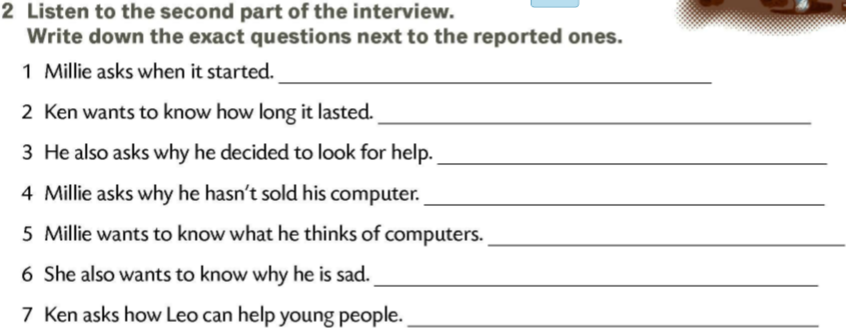 2 Listen to the second part of the interview.
Write down the exact questions next to the reported ones.
1 Millie asks when it started.
2 Ken wants to know how long it lasted.
3 He also asks why he decided to look for help.
4 Millie asks why he hasn't sold his computer.
5 Millie wants to know what he thinks of computers.
6 She also wants to know why he is sad.
7 Ken asks how Leo can help young people.